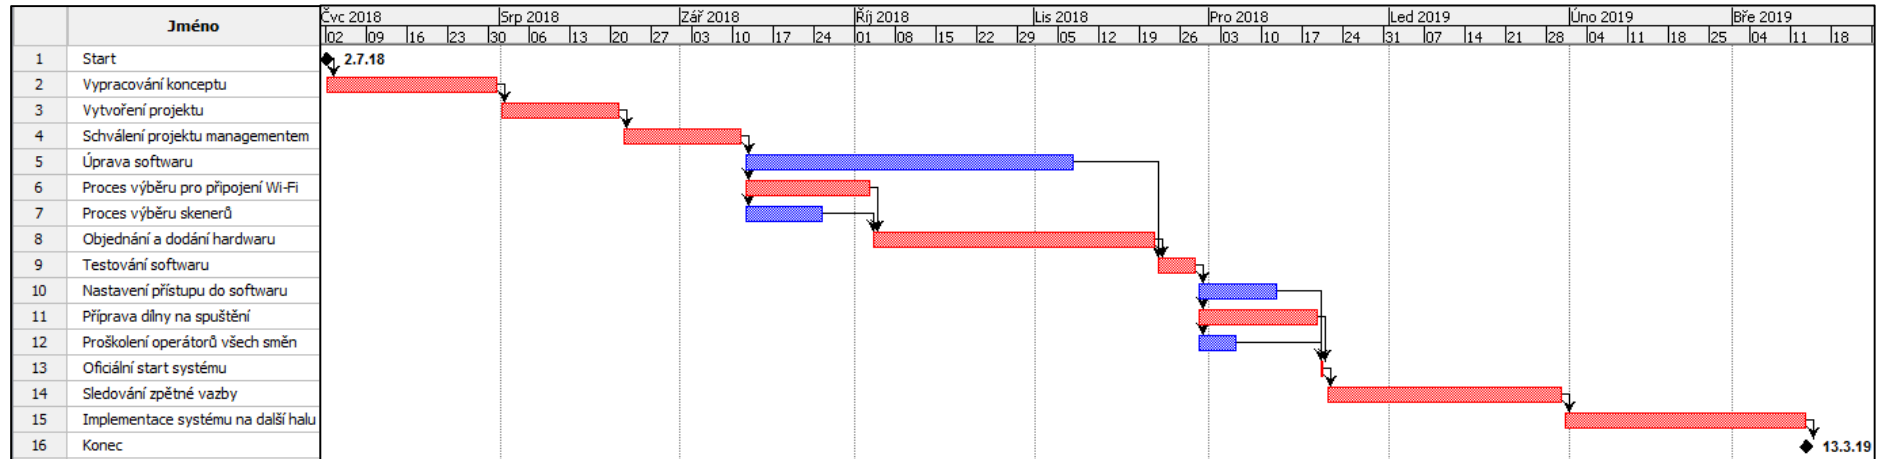 Jméno
Čvc 2018 Srp 2018 Zář 2018 Říj 2018 Lis 2018 Pro 2018 Led 2019 Úno 2019 Bře 2019
02 09 16 23 30 06 13 20 27 03 10 17 24 01 08 15 22 29 05 12 19 26 03 10 17 24 31 07 14 21 28 04 11 18 25 04 11 18
1 Start 2.7.18
2 Vypracování konceptu
3 Vytvoření projektu
4 Schválení projektu managementem
5 Úprava softwaru
6 Proces výběru pro připojení Wi-Fi
7 Proces výběru skenerů
8 Objednání a dodání hardwaru
9 Testování softwaru
10 Nastavení přístupu do softwaru
11 Příprava dílny na spuštění
12 Proškolení operátorů všech směn
13 Oficiální start systému
14 Sledování zpětné vazby
15 Implementace systému na další halu
16 Konec 13.3.19